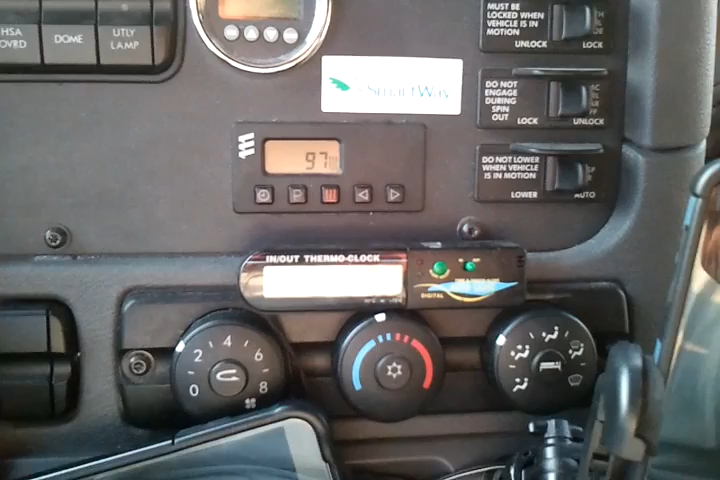 HSA
OVRD
DOME
UTLY
LAMP
MUST BE
LOCKED WHEN
VEHICLE IS IN
MOTION
UNLOCK
LOCK
SmartWay
DO NOT
ENGAGE
DURING
SPIN
OUT
LOCK
UNLOCK
97
P
DO NOT LOWER
WHEN VEHICLE
IS IN MOTION
LOWER
AUTO
IN/OUT THERMO-CLOCK
DIGITAL
0 2 4 6 8